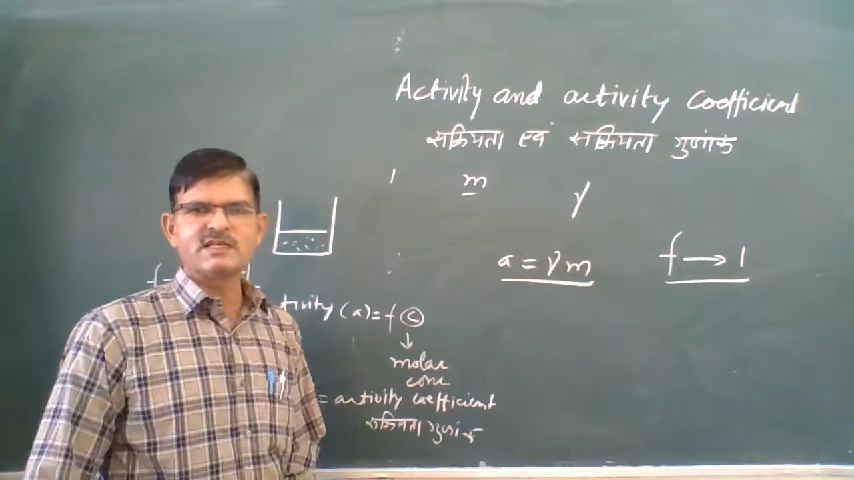 Activity and activity coefficient
सक्रियता एवं सक्रियता गुणांक
m γ
a = γm f → 1
tivity (a) = f c
↓
molar
conc
= activity coefficient
सक्रियता गुणांक